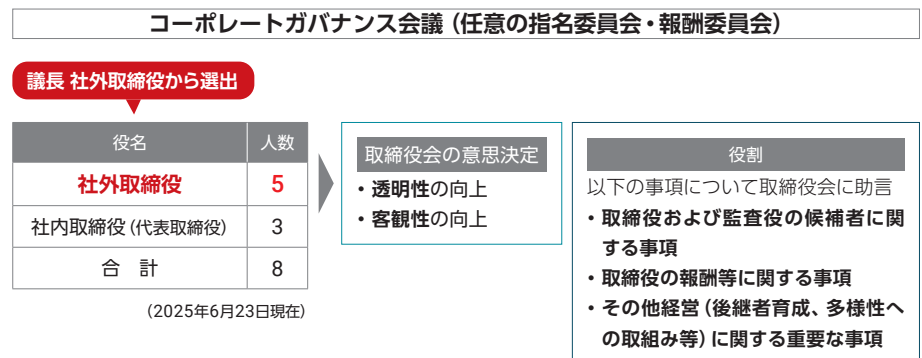 コーポレートガバナンス会議（任意の指名委員会・報酬委員会）
議長 社外取締役から選出
役名 人数
社外取締役 5
社内取締役（代表取締役） 3
合 計 8
（2025年6月23日現在）
取締役会の意思決定
・透明性の向上
・客観性の向上
役割
以下の事項について取締役会に助言
・取締役および監査役の候補者に関
する事項
・取締役の報酬等に関する事項
・その他経営（後継者育成、多様性へ
の取組み等）に関する重要な事項